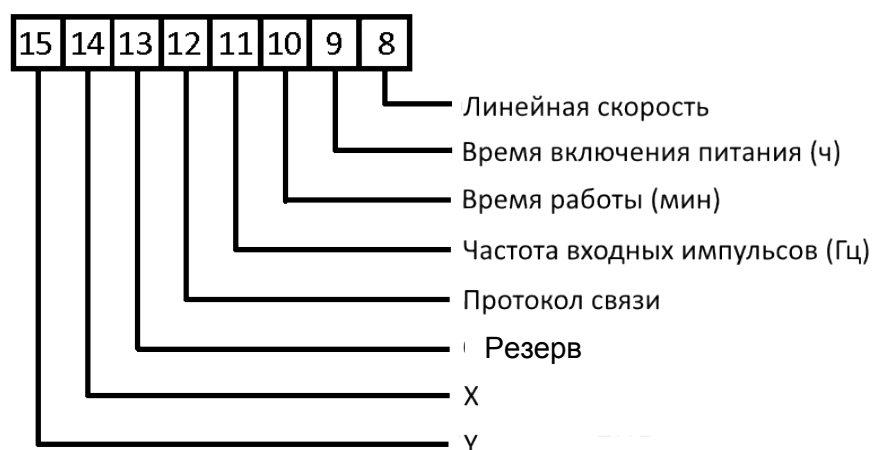 15 14 13 12 11 10 9 8
Линейная скорость
Время включения питания (ч)
Время работы (мин)
Частота входных импульсов (Гц)
Протокол связи
Резерв
X
Y